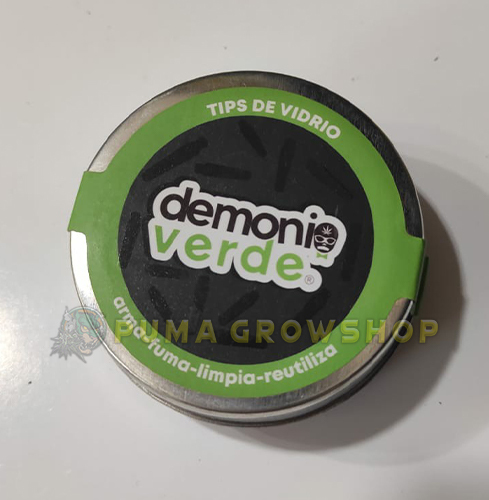 TIPS DE VIDRIO
demonio
verde®
PUMA GROWSHOP
arma-fuma-limpia-reutiliza